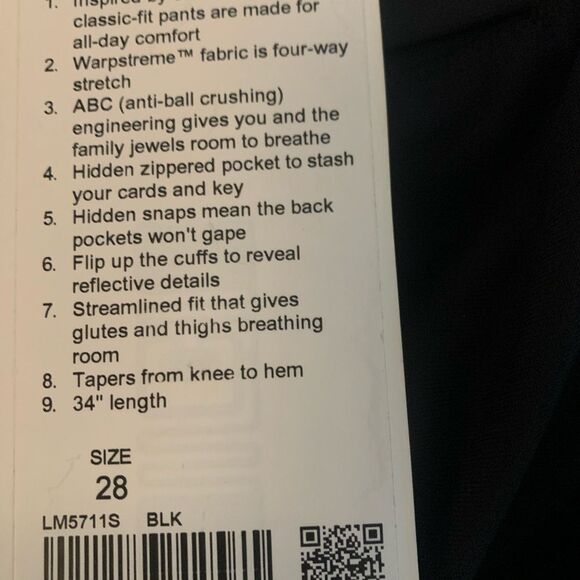 1. Inspired by
classic-fit pants are made for
all-day comfort
2. Warpstreme™ fabric is four-way
stretch
3. ABC (anti-ball crushing)
engineering gives you and the
family jewels room to breathe
4. Hidden zippered pocket to stash
your cards and key
5. Hidden snaps mean the back
pockets won't gape
6. Flip up the cuffs to reveal
reflective details
7. Streamlined fit that gives
glutes and thighs breathing
room
8. Tapers from knee to hem
9. 34" length
SIZE
28
LM5711S BLK